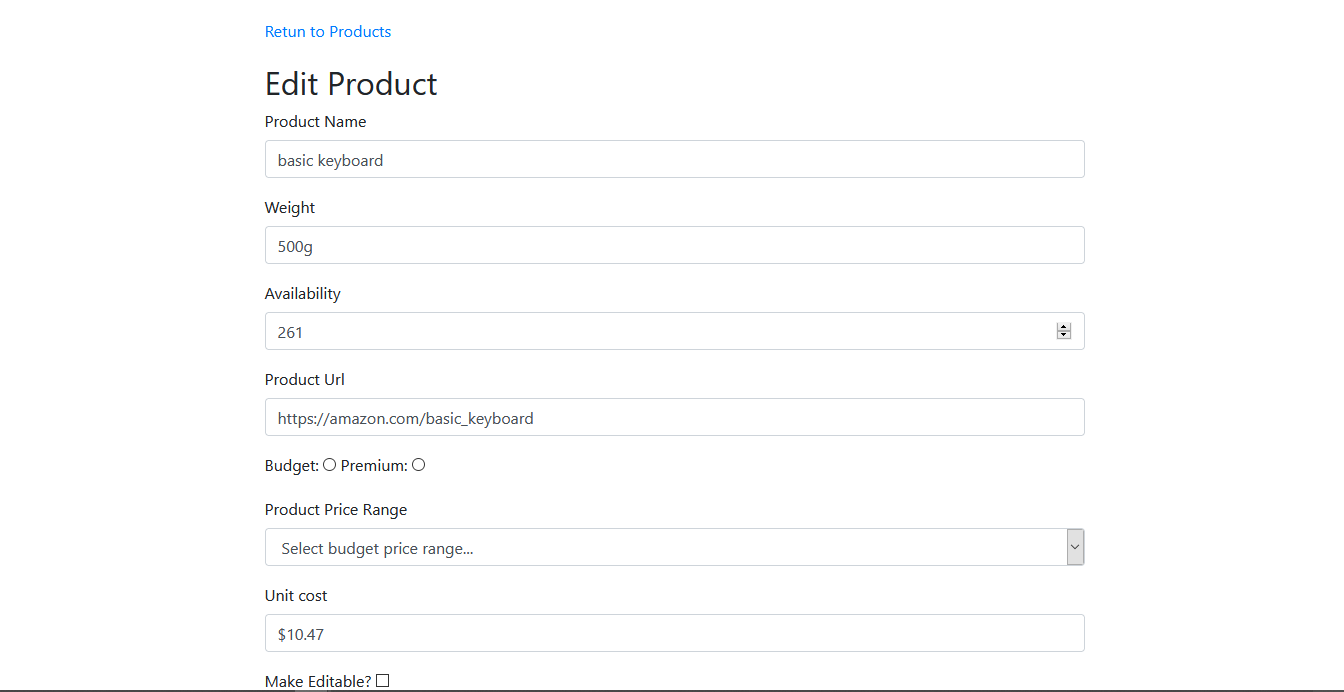 Retun to Products
Edit Product
Product Name
basic keyboard
Weight
500g
Availability
261
Product Url
https://amazon.com/basic_keyboard
Budget: Premium:
Product Price Range
Select budget price range...
Unit cost
$10.47
Make Editable?